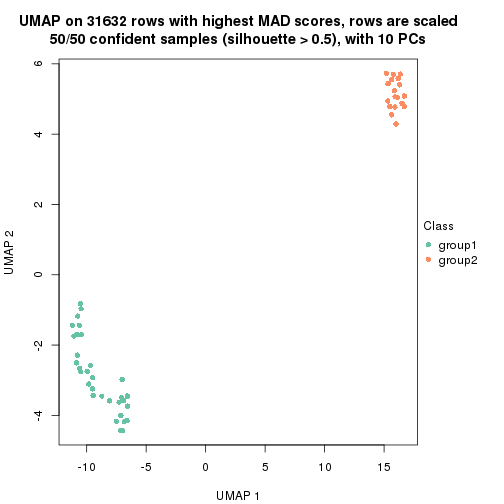 UMAP on 31632 rows with highest MAD scores, rows are scaled
50/50 confident samples (silhouette > 0.5), with 10 PCs
6
4
2
0
-2
-4
UMAP 2
-10 -5 0 5 10 15
UMAP 1
Class
group1
group2